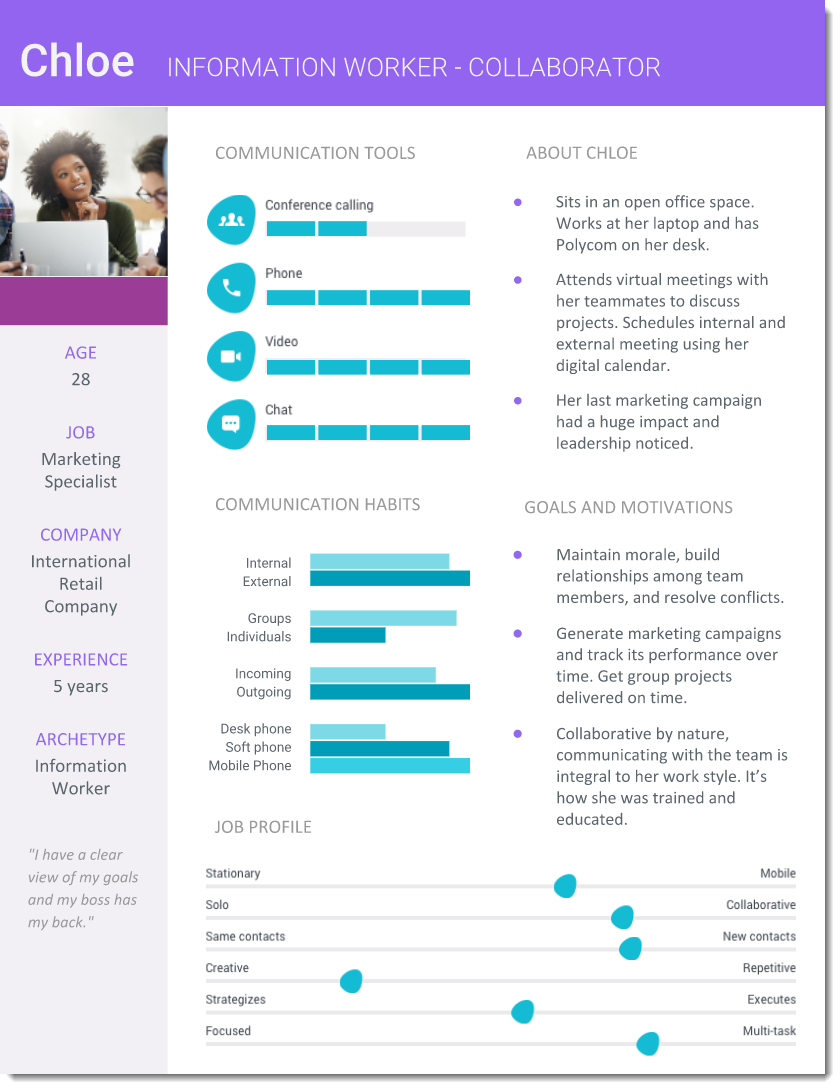 Chloe INFORMATION WORKER - COLLABORATOR
AGE
28
JOB
Marketing
Specialist
COMPANY
International
Retail
Company
EXPERIENCE
5 years
ARCHETYPE
Information
Worker
"I have a clear
view of my goals
and my boss has
my back."
COMMUNICATION TOOLS
Conference calling
Phone
Video
Chat
COMMUNICATION HABITS
Internal
External
Groups
Individuals
Incoming
Outgoing
Desk phone
Soft phone
Mobile Phone
ABOUT CHLOE
Sits in an open office space.
Works at her laptop and has
Polycom on her desk.
Attends virtual meetings with
her teammates to discuss
projects. Schedules internal and
external meeting using her
digital calendar.
Her last marketing campaign
had a huge impact and
leadership noticed.
GOALS AND MOTIVATIONS
Maintain morale, build
relationships among team
members, and resolve conflicts.
Generate marketing campaigns
and track its performance over
time. Get group projects
delivered on time.
Collaborative by nature,
communicating with the team is
integral to her work style. It's
how she was trained and
educated.
JOB PROFILE
Stationary Mobile
Solo Collaborative
Same contacts New contacts
Creative Repetitive
Strategizes Executes
Focused Multi-task